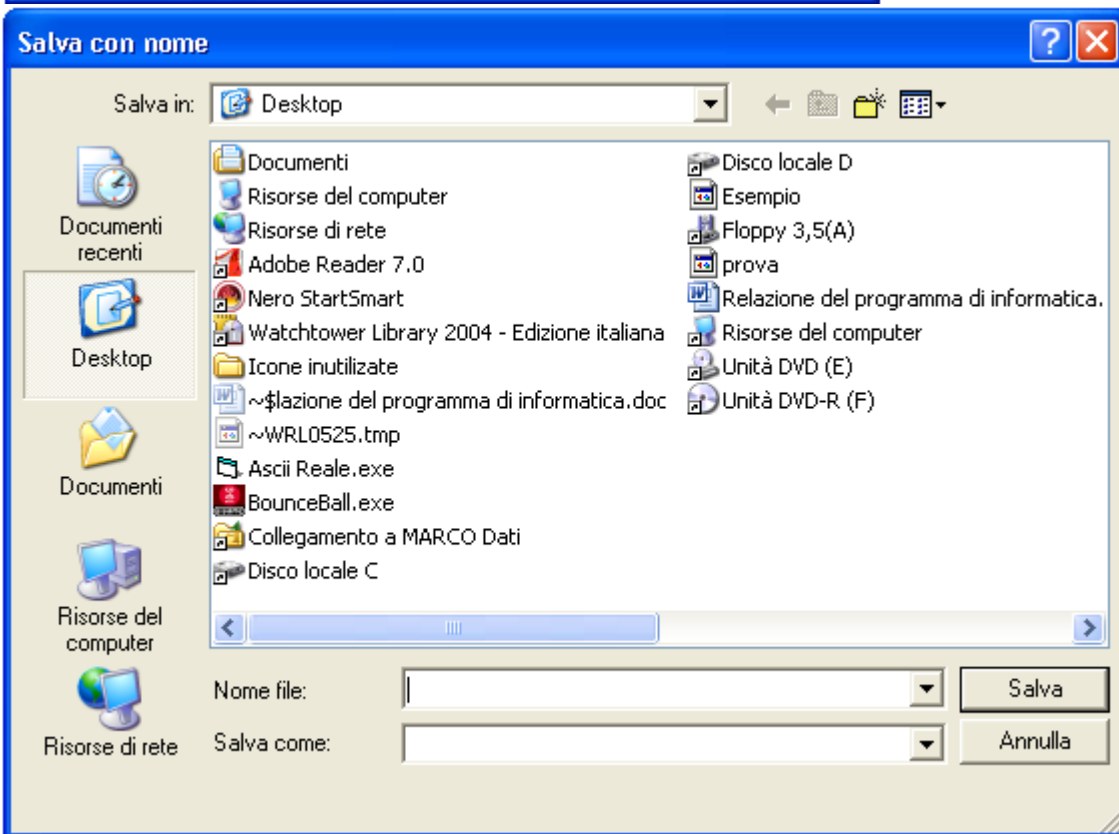 Salva con nome
Salva in:
Desktop
Documenti
recenti
Desktop
Documenti
Risorse del
computer
Risorse di rete
Documenti
Risorse del computer
Risorse di rete
Adobe Reader 7.0
Nero StartSmart
Watchtower Library 2004 - Edizione italiana
Icone inutilizate
~$lazione del programma di informatica.doc
~WRL0525.tmp
Ascii Reale.exe
BounceBall.exe
Collegamento a MARCO Dati
Disco locale C
Disco locale D
Esempio
Floppy 3,5(A)
prova
Relazione del programma di informatica.
Risorse del computer
Unità DVD (E)
Unità DVD-R (F)
Nome file:
Salva
Salva come:
Annulla